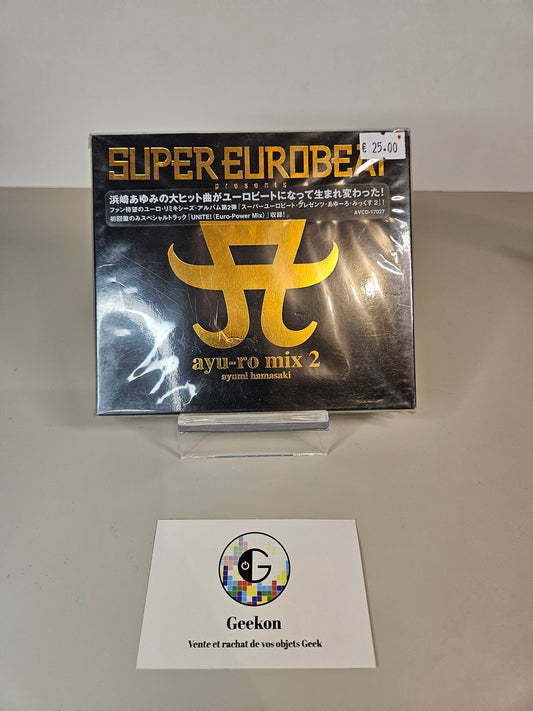 SUPER EUROBEAT
€ 25.00
presents
浜崎あゆみの大ヒット曲がユーロビートになって生まれ変わった!
ファン待望のユーロ・リミキシーズ・アルバム第2弾「スーパーユーロビート・プレゼンツ・あゆーろ・みっくす 2」!
初回盤のみスペシャルトラック「UNITE! (Euro-Power Mix)」収録!
AVCD-17027
ayu-ro mix 2
ayumi hamasaki
G
Geekon
Vente et rachat de vos objets Geek